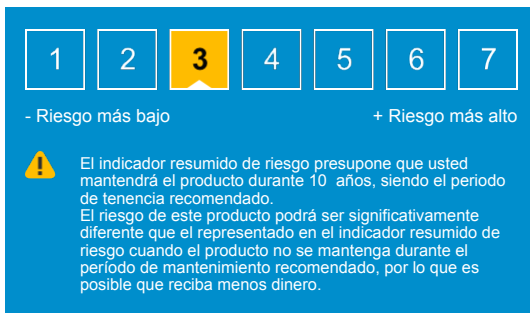 1 2 3 4 5 6 7
- Riesgo más bajo + Riesgo más alto
El indicador resumido de riesgo presupone que usted
mantendrá el producto durante 10 años, siendo el periodo
de tenencia recomendado.
El riesgo de este producto podrá ser significativamente
diferente que el representado en el indicador resumido de
riesgo cuando el producto no se mantenga durante el
período de mantenimiento recomendado, por lo que es
posible que reciba menos dinero.